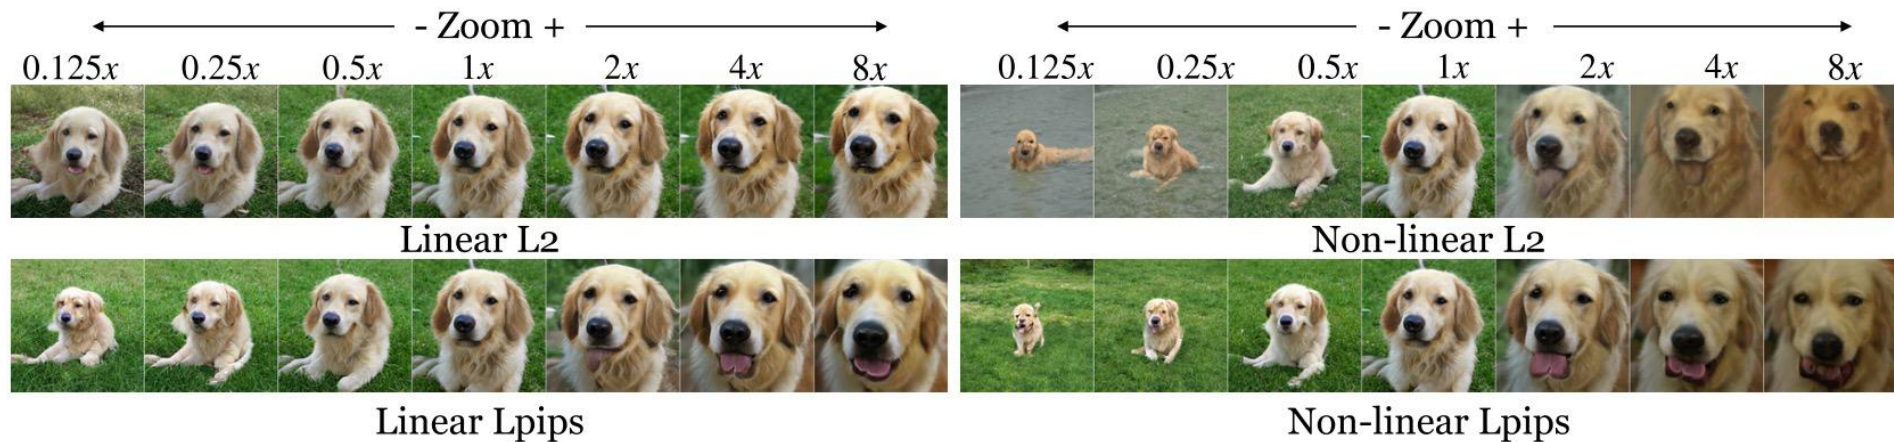 - Zoom +
0.125x 0.25x 0.5x 1x 2x 4x 8x
Linear L2
Linear Lpips
- Zoom +
0.125x 0.25x 0.5x 1x 2x 4x 8x
Non-linear L2
Non-linear Lpips